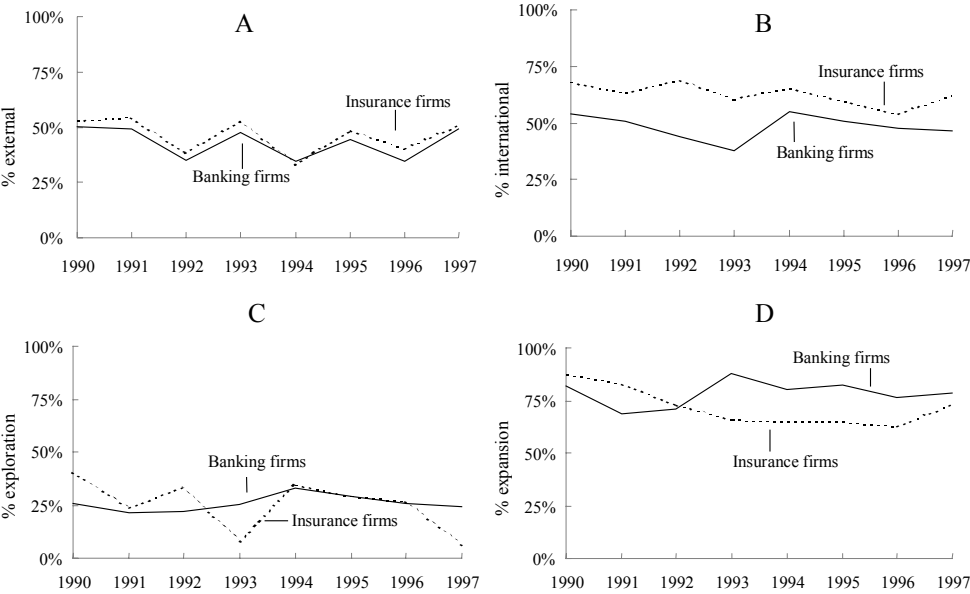 A
100%
75%
50%
25%
0%
% external
Insurance firms
Banking firms
1990 1991 1992 1993 1994 1995 1996 1997
B
100%
75%
50%
25%
0%
% international
Insurance firms
Banking firms
1990 1991 1992 1993 1994 1995 1996 1997
C
100%
75%
50%
25%
0%
% exploration
Banking firms
Insurance firms
1990 1991 1992 1993 1994 1995 1996 1997
D
100%
75%
50%
25%
0%
% expansion
Banking firms
Insurance firms
1990 1991 1992 1993 1994 1995 1996 1997